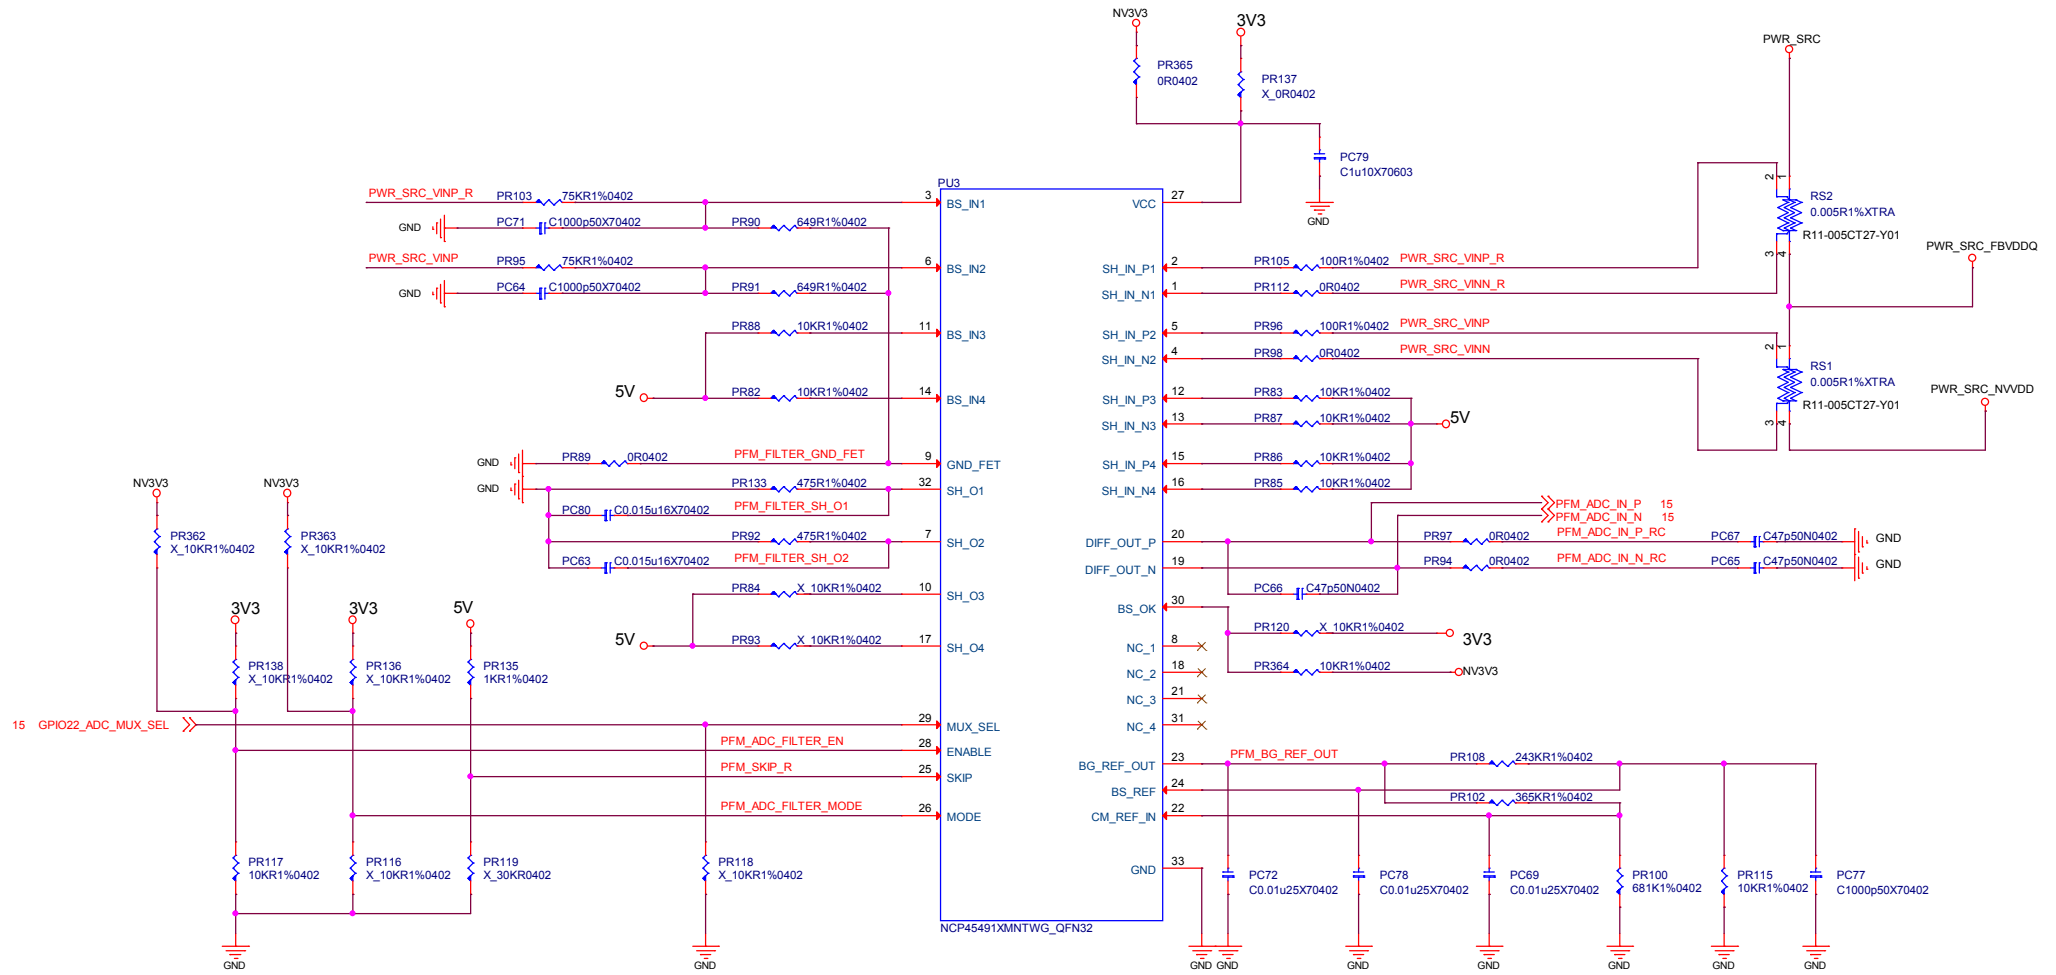 NV3V3
3V3
PWR_SRC
PR365
0R0402
PR137
X_0R0402
PC79
C1u10X70603
GND
PU3
PWR_SRC_VINP_R
PR103 75KR1%0402
3 BS_IN1
VCC 27
GND PC71 C1000p50X70402
PR90 649R1%0402
2 1
RS2
0.005R1%XTRA
R11-005CT27-Y01
3 4
PWR_SRC_FBVDDQ
PWR_SRC_VINP
PR95 75KR1%0402
6 BS_IN2
SH_IN_P1 2 PR105 100R1%0402 PWR_SRC_VINP_R
GND PC64 C1000p50X70402
PR91 649R1%0402
SH_IN_N1 1 PR112 0R0402 PWR_SRC_VINN_R
PR88 10KR1%0402 11 BS_IN3
SH_IN_P2 5 PR96 100R1%0402 PWR_SRC_VINP
SH_IN_N2 4 PR98 0R0402 PWR_SRC_VINN
2 1
RS1
0.005R1%XTRA
R11-005CT27-Y01
3 4
PWR_SRC_NVVDD
5V PR82 10KR1%0402 14 BS_IN4
SH_IN_P3 12 PR83 10KR1%0402
SH_IN_N3 13 PR87 10KR1%0402 5V
GND PR89 0R0402 PFM_FILTER_GND_FET 9 GND_FET
SH_IN_P4 15 PR86 10KR1%0402
GND PR133 475R1%0402 32 SH_O1
SH_IN_N4 16 PR85 10KR1%0402
PC80 C0.015u16X70402 PFM_FILTER_SH_O1
PFM_ADC_IN_P 15
PFM_ADC_IN_N 15
PR92 475R1%0402 7 SH_O2
DIFF_OUT_P 20 PR97 0R0402 PFM_ADC_IN_P_RC PC67 C47p50N0402 GND
PC63 C0.015u16X70402 PFM_FILTER_SH_O2
DIFF_OUT_N 19 PR94 0R0402 PFM_ADC_IN_N_RC PC65 C47p50N0402 GND
PR84 X_10KR1%0402 10 SH_O3
PC66 C47p50N0402
BS_OK 30
PR120 X_10KR1%0402 3V3
5V PR93 X_10KR1%0402 17 SH_O4
NC_1 8
PR364 10KR1%0402 NV3V3
NC_2 18
NC_3 21
NC_4 31
NV3V3
NV3V3
PR362
X_10KR1%0402
PR363
X_10KR1%0402
3V3
3V3
5V
PR138
X_10KR1%0402
PR136
X_10KR1%0402
PR135
1KR1%0402
15 GPIO22_ADC_MUX_SEL
29 MUX_SEL
PFM_ADC_FILTER_EN 28 ENABLE
PFM_SKIP_R 25 SKIP
PFM_ADC_FILTER_MODE 26 MODE
BG_REF_OUT 23 PFM_BG_REF_OUT PR108 243KR1%0402
BS_REF 24
PR102 365KR1%0402
CM_REF_IN 22
GND 33
PR117
10KR1%0402
PR116
X_10KR1%0402
PR119
X_30KR0402
PR118
X_10KR1%0402
PC72
C0.01u25X70402
PC78
C0.01u25X70402
PC69
C0.01u25X70402
PR100
681K1%0402
PR115
10KR1%0402
PC77
C1000p50X70402
NCP45491XMNTWG_QFN32
GND
GND
GND
GND
GND
GND
GND
GND
GND